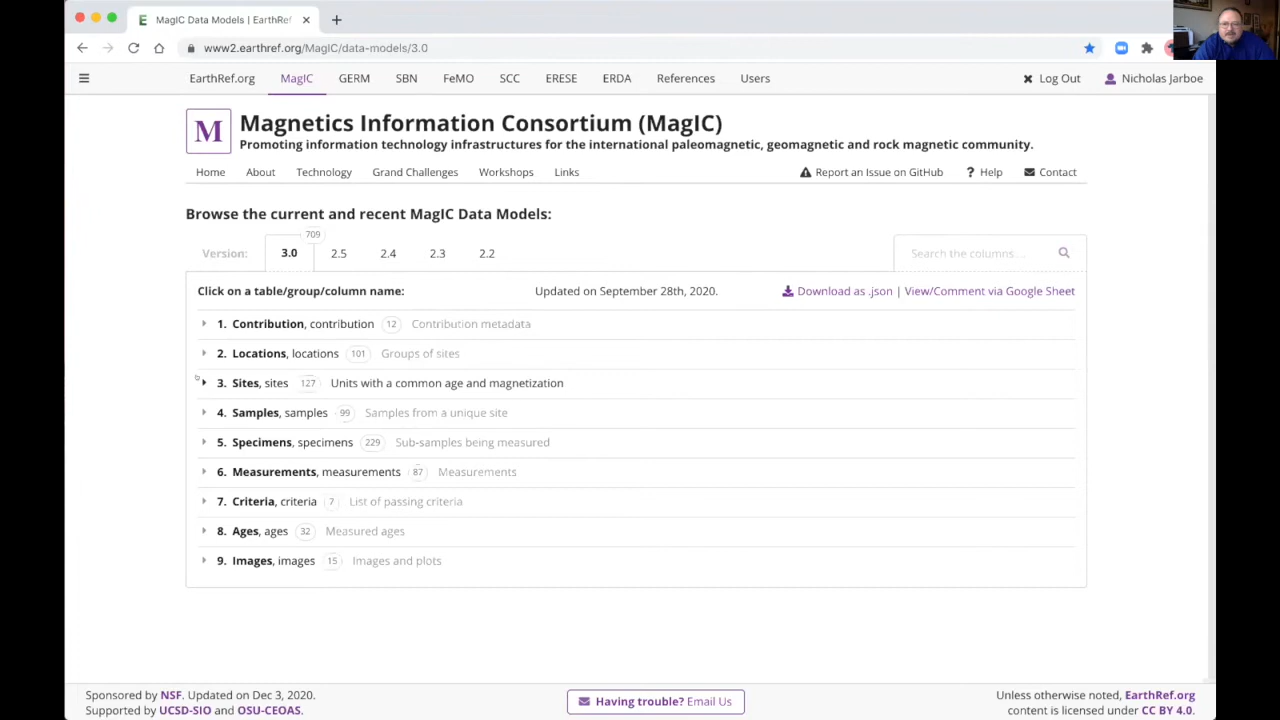 MagIC Data Models | EarthRef
www2.earthref.org/MagIC/data-models/3.0
EarthRef.org MagIC GERM SBN FeMO SCC ERESE ERDA References Users Log Out Nicholas Jarboe
M
Magnetics Information Consortium (MagIC)
Promoting information technology infrastructures for the international paleomagnetic, geomagnetic and rock magnetic community.
Home About Technology Grand Challenges Workshops Links Report an Issue on GitHub Help Contact
Browse the current and recent MagIC Data Models:
709
Version: 3.0 2.5 2.4 2.3 2.2 Search the columns ...
Click on a table/group/column name: Updated on September 28th, 2020. Download as .json | View/Comment via Google Sheet
1. Contribution, contribution 12 Contribution metadata
2. Locations, locations 101 Groups of sites
3. Sites, sites 127 Units with a common age and magnetization
4. Samples, samples 99 Samples from a unique site
5. Specimens, specimens 229 Sub-samples being measured
6. Measurements, measurements 87 Measurements
7. Criteria, criteria 7 List of passing criteria
8. Ages, ages 32 Measured ages
9. Images, images 15 Images and plots
Sponsored by NSF. Updated on Dec 3, 2020.
Supported by UCSD-SIO and OSU-CEOAS.
Having trouble? Email Us
Unless otherwise noted, EarthRef.org
content is licensed under CC BY 4.0.